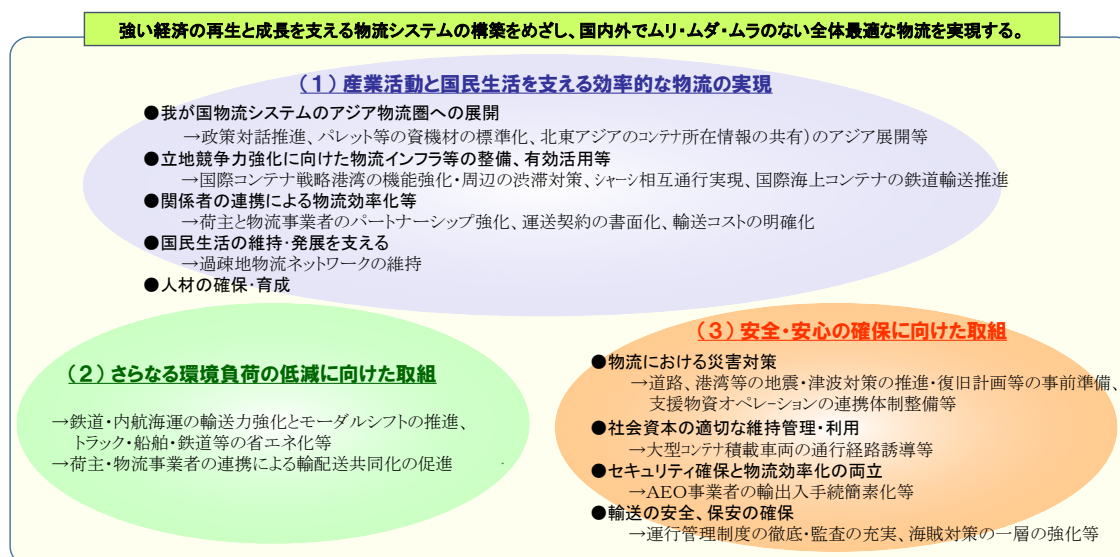 強い経済の再生と成長を支える物流システムの構築をめざし、国内外でムリ・ムダ・ムラのない全体最適な物流を実現する。
（１）産業活動と国民生活を支える効率的な物流の実現
●我が国物流システムのアジア物流圏への展開
→政策対話推進、パレット等の資機材の標準化、北東アジアのコンテナ所在情報の共有）のアジア展開等
●立地競争力強化に向けた物流インフラ等の整備、有効活用等
→国際コンテナ戦略港湾の機能強化・周辺の渋滞対策、シャーシ相互通行実現、国際海上コンテナの鉄道輸送推進
●関係者の連携による物流効率化等
→荷主と物流事業者のパートナーシップ強化、運送契約の書面化、輸送コストの明確化
●国民生活の維持・発展を支える
→過疎地物流ネットワークの維持
●人材の確保・育成
（２）さらなる環境負荷の低減に向けた取組
→鉄道・内航海運の輸送力強化とモーダルシフトの推進、
トラック・船舶・鉄道等の省エネ化等
→荷主・物流事業者の連携による輸配送共同化の促進
（３）安全・安心の確保に向けた取組
●物流における災害対策
→道路、港湾等の地震・津波対策の推進・復旧計画等の事前準備、
支援物資オペレーションの連携体制整備等
●社会資本の適切な維持管理・利用
→大型コンテナ積載車両の通行経路誘導等
●セキュリティ確保と物流効率化の両立
→AEO事業者の輸出入手続簡素化等
●輸送の安全、保安の確保
→運行管理制度の徹底・監査の充実、海賊対策の一層の強化等